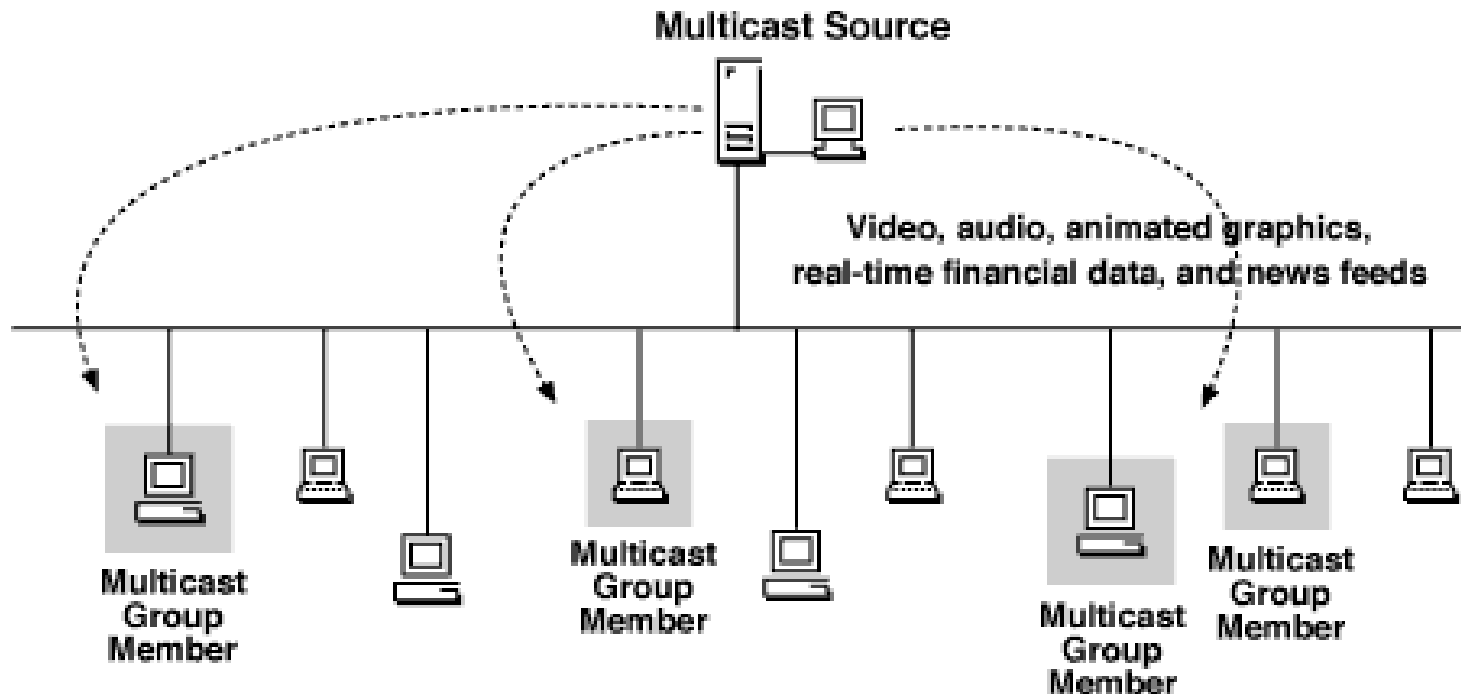 Multicast Source
Video, audio, animated graphics,
real-time financial data, and news feeds
Multicast
Group
Member
Multicast
Group
Member
Multicast
Group
Member
Multicast
Group
Member